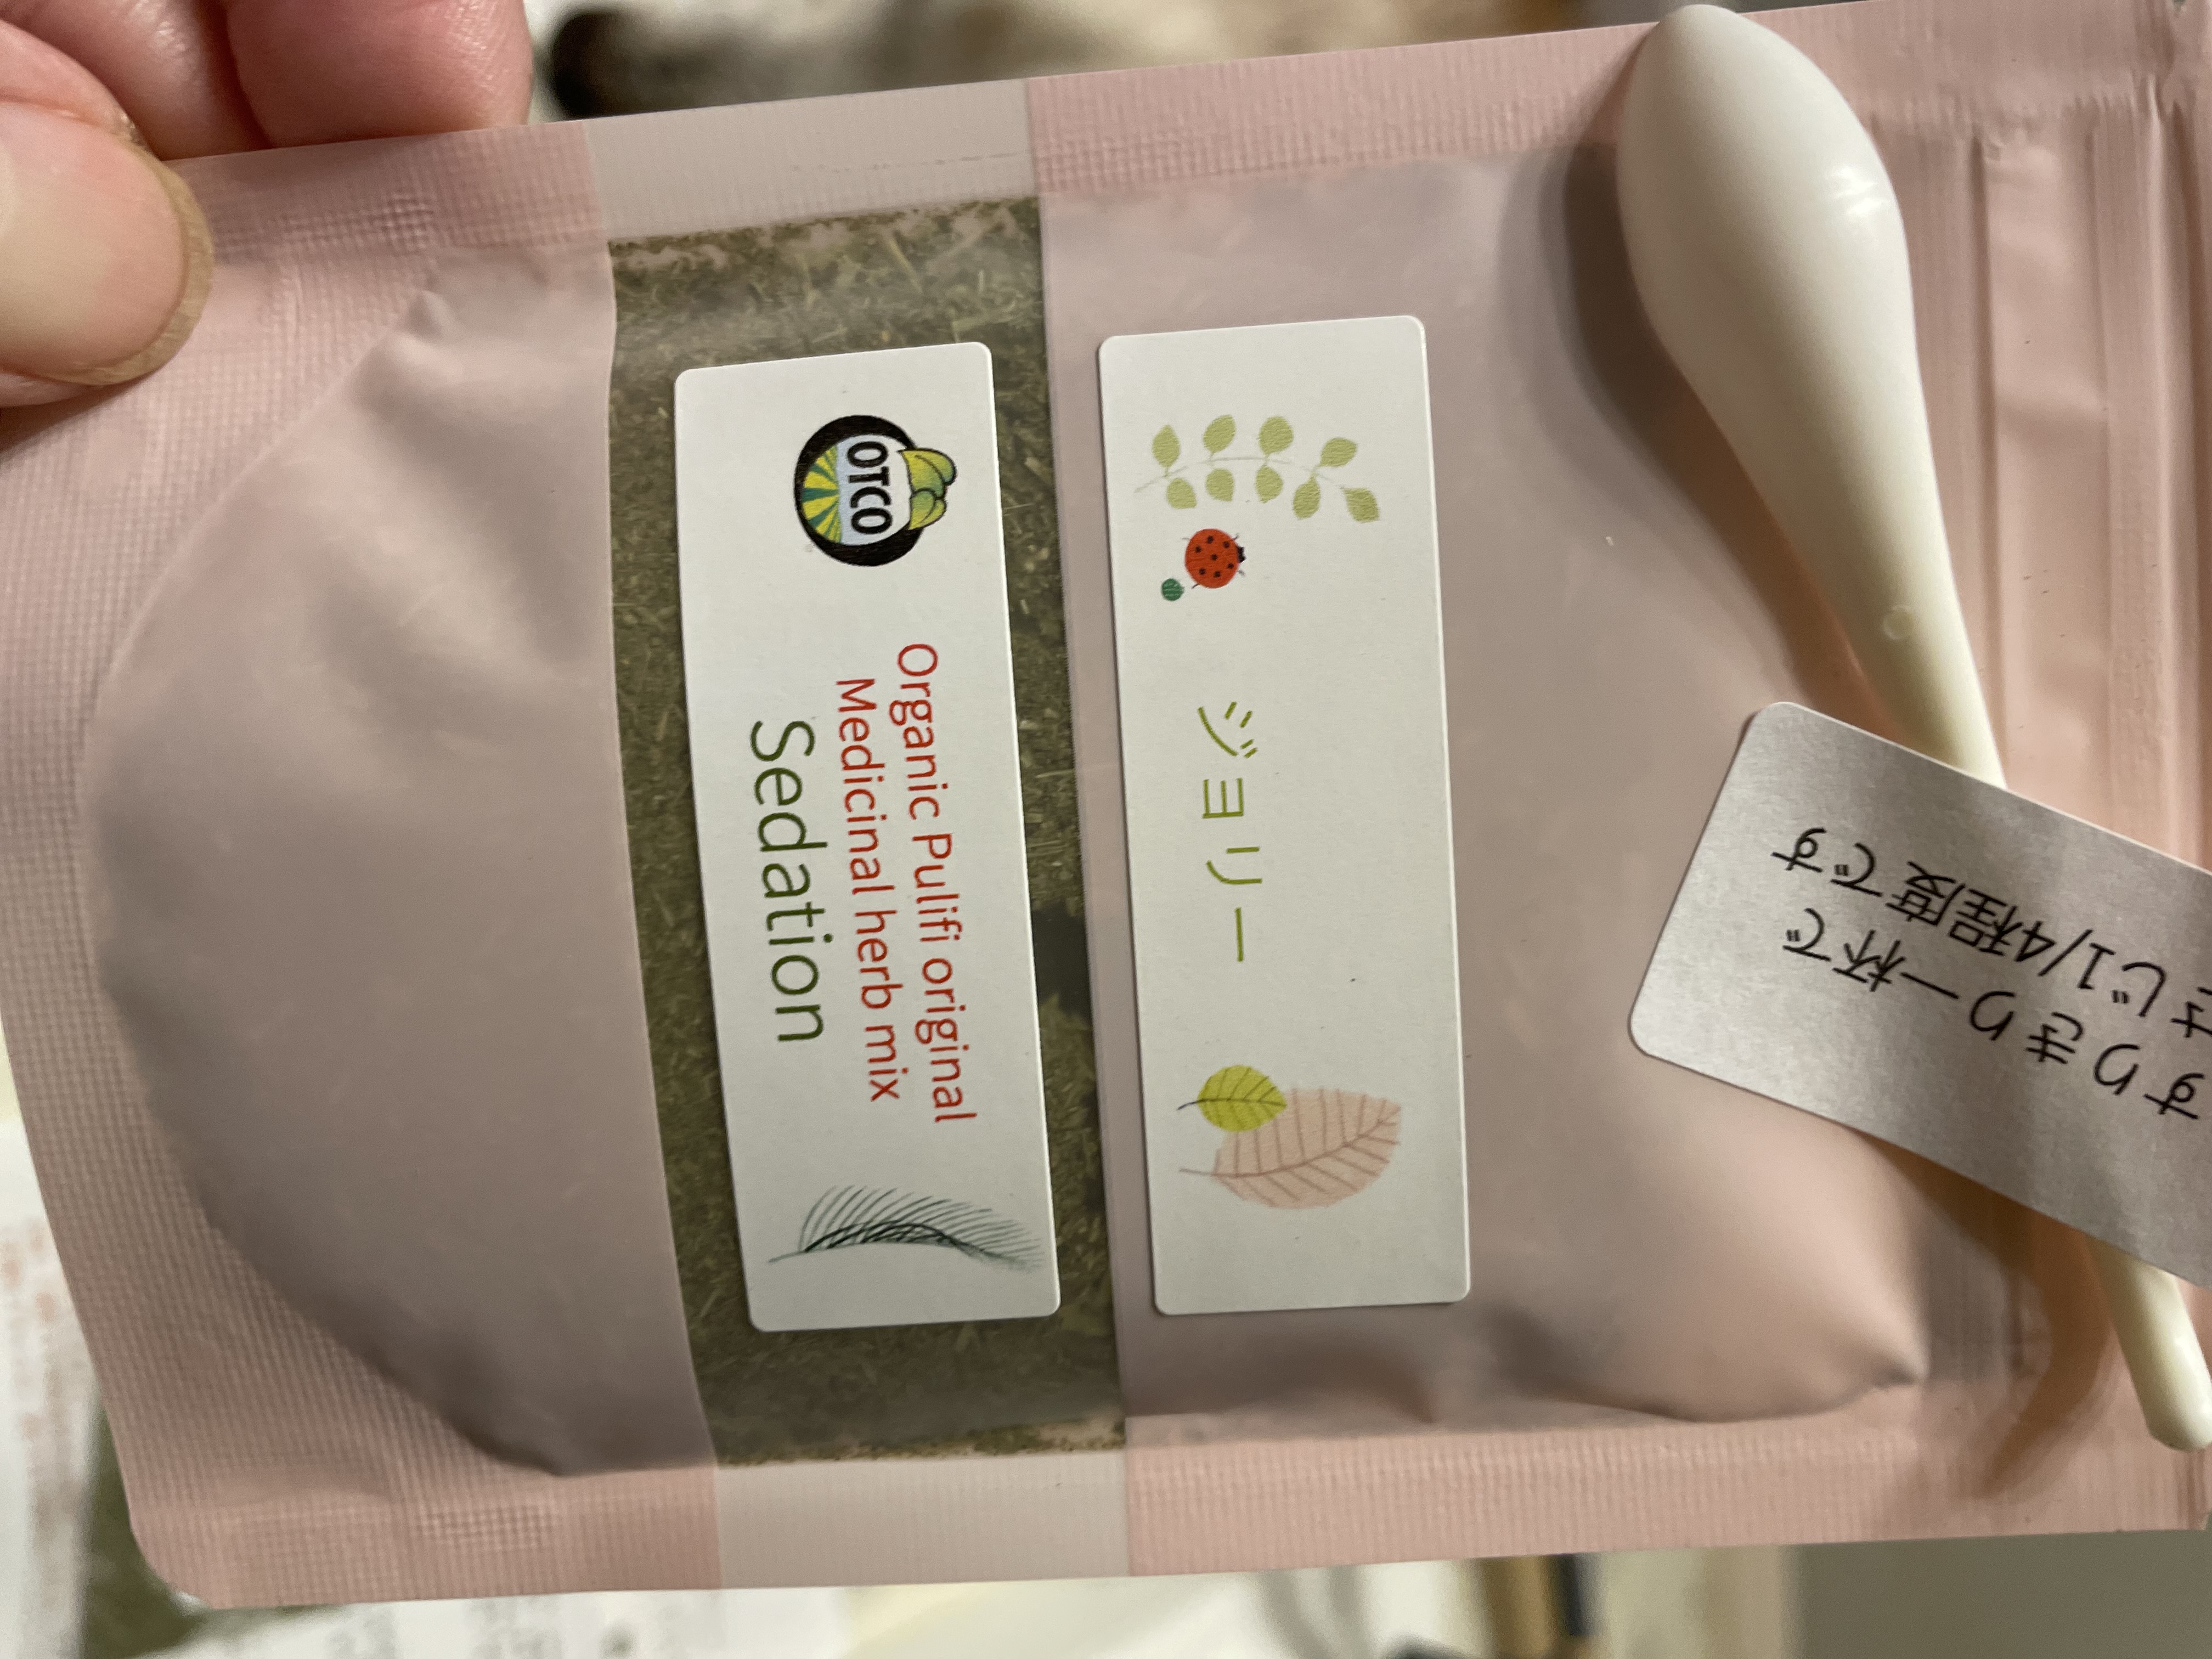 OTCO
Organic Pulifi original
Medicinal herb mix
Sedation
ジョリー
すりきり一杯で
さじ1/4程度です